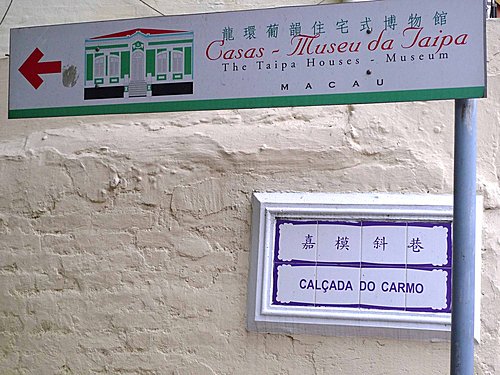 龍環葡韻住宅式博物館
Casas - Museu da Taipa
The Taipa Houses - Museum
MACAU
嘉模斜巷
CALÇADA DO CARMO